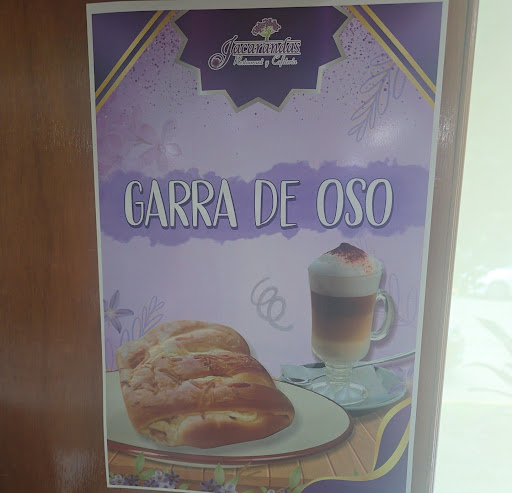 Jacarandas
Restaurant y Cafetería
GARRA DE OSO